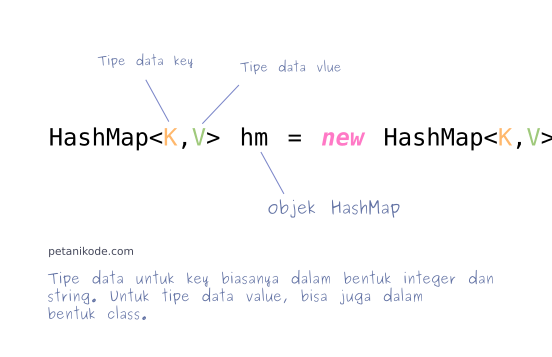 Tipe data key
Tipe data vlue
HashMap<K,V> hm = new HashMap<K,V>
objek HashMap
petanikode.com
Tipe data untuk key biasanya dalam bentuk integer dan
string. Untuk tipe data value, bisa juga dalam
bentuk class.